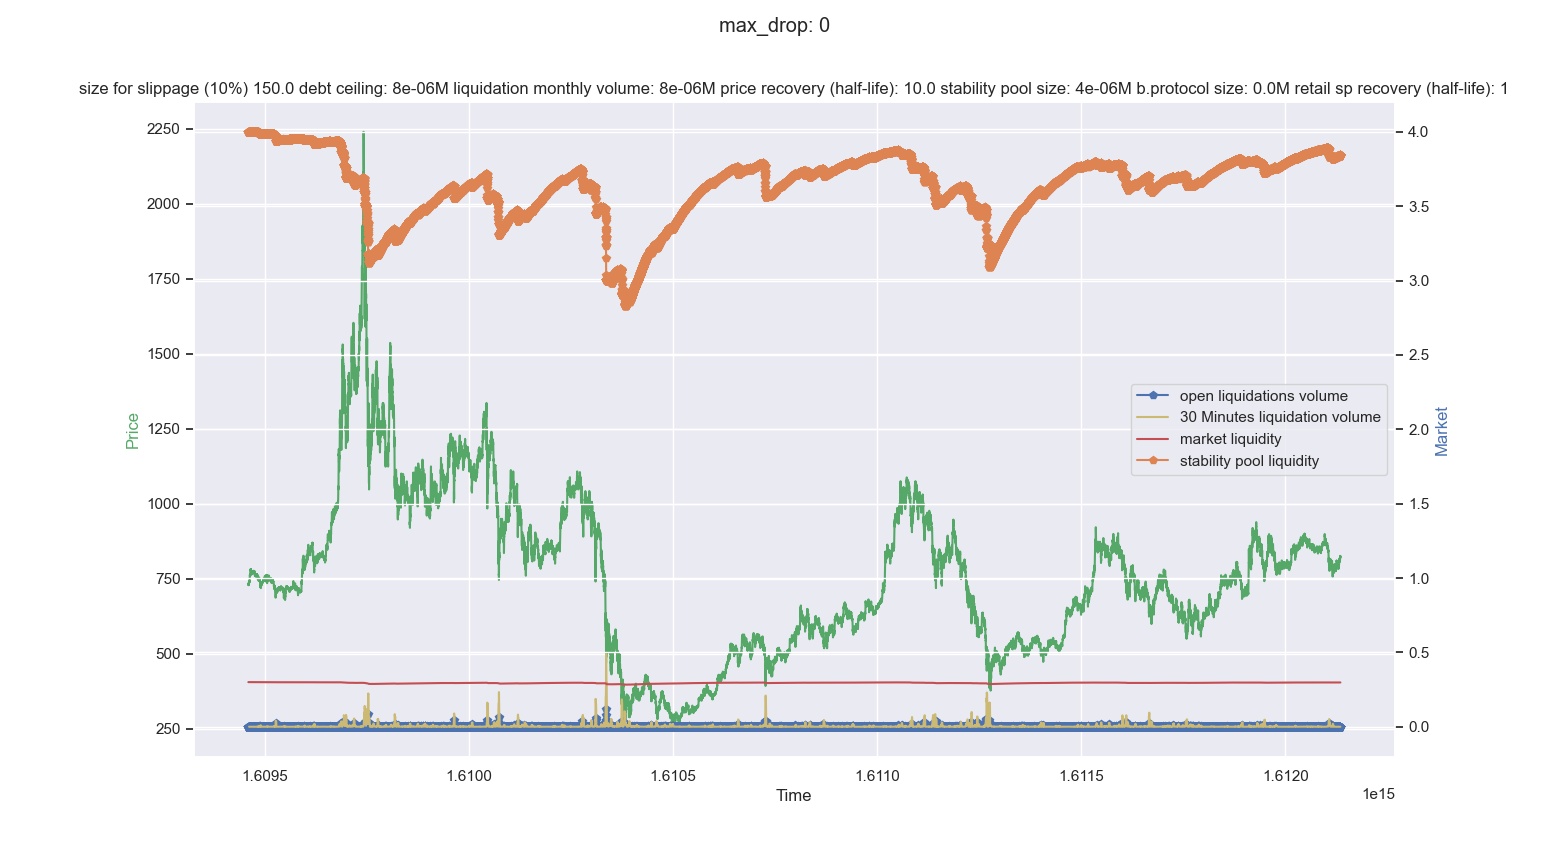 max_drop: 0
size for slippage (10%) 150.0 debt ceiling: 8e-06M liquidation monthly volume: 8e-06M price recovery (half-life): 10.0 stability pool size: 4e-06M b.protocol size: 0.0M retail sp recovery (half-life): 1
2250
2000
1750
1500
1250
1000
750
500
250
Price
4.0
3.5
3.0
2.5
2.0
1.5
1.0
0.5
0.0
Market
open liquidations volume
30 Minutes liquidation volume
market liquidity
stability pool liquidity
1.6095 1.6100 1.6105 1.6110 1.6115 1.6120
Time
1e15